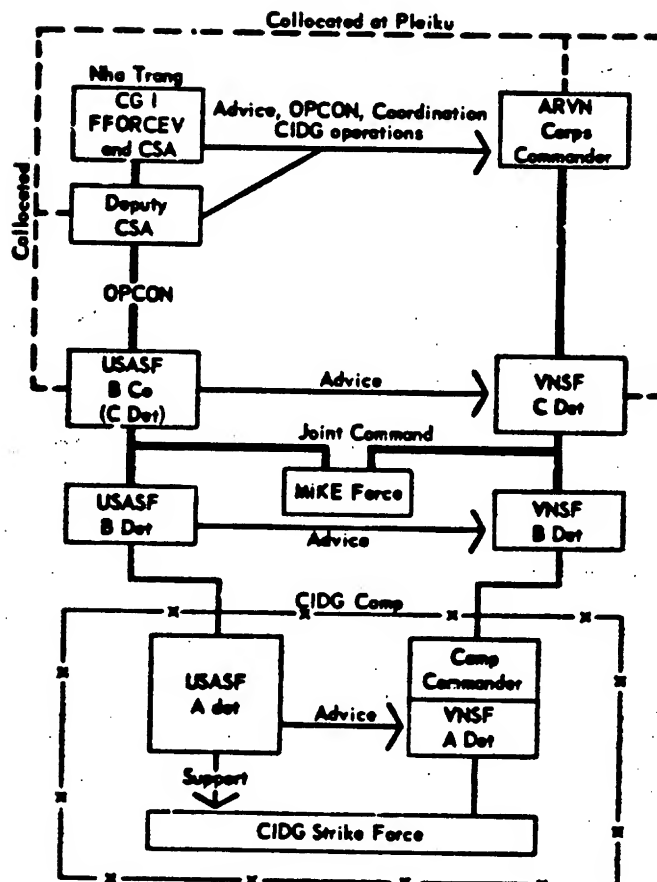 Collocated at Pleiku
Nha Trang
CG I
FFORCEV
and CSA
Advice, OPCON, Coordination
CIDG operations
ARVN
Corps
Commander
Collocated
Deputy
CSA
OPCON
USASF
B Co
(C Det)
Advice
VNSF
C Det
Joint Command
MIKE Force
USASF
B Det
Advice
VNSF
B Det
CIDG Camp
USASF
A det
Advice
Camp
Commander
VNSF
A Det
Support
CIDG Strike Force